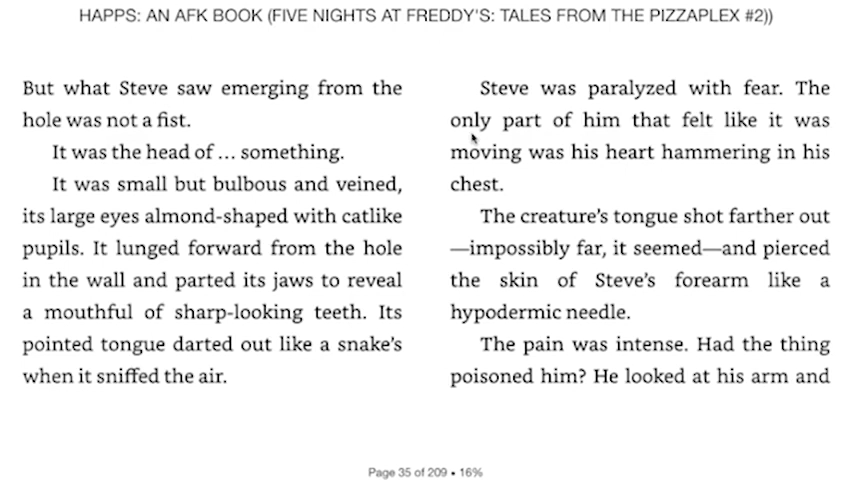 HAPPS: AN AFK BOOK (FIVE NIGHTS AT FREDDY'S: TALES FROM THE PIZZAPLEX #2))
But what Steve saw emerging from the
hole was not a fist.
It was the head of … something.
It was small but bulbous and veined,
its large eyes almond-shaped with catlike
pupils. It lunged forward from the hole
in the wall and parted its jaws to reveal
a mouthful of sharp-looking teeth. Its
pointed tongue darted out like a snake’s
when it sniffed the air.
Steve was paralyzed with fear. The
only part of him that felt like it was
moving was his heart hammering in his
chest.
The creature’s tongue shot farther out
—impossibly far, it seemed—and pierced
the skin of Steve’s forearm like a
hypodermic needle.
The pain was intense. Had the thing
poisoned him? He looked at his arm and
Page 35 of 209 • 16%